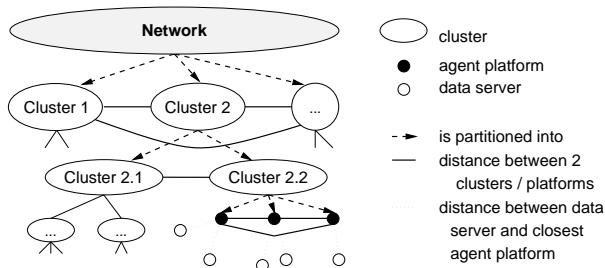 Network
cluster
agent platform
data server
Cluster 1
Cluster 2
...
is partitioned into
distance between 2
clusters / platforms
Cluster 2.1
Cluster 2.2
distance between data
server and closest
agent platform
...
...